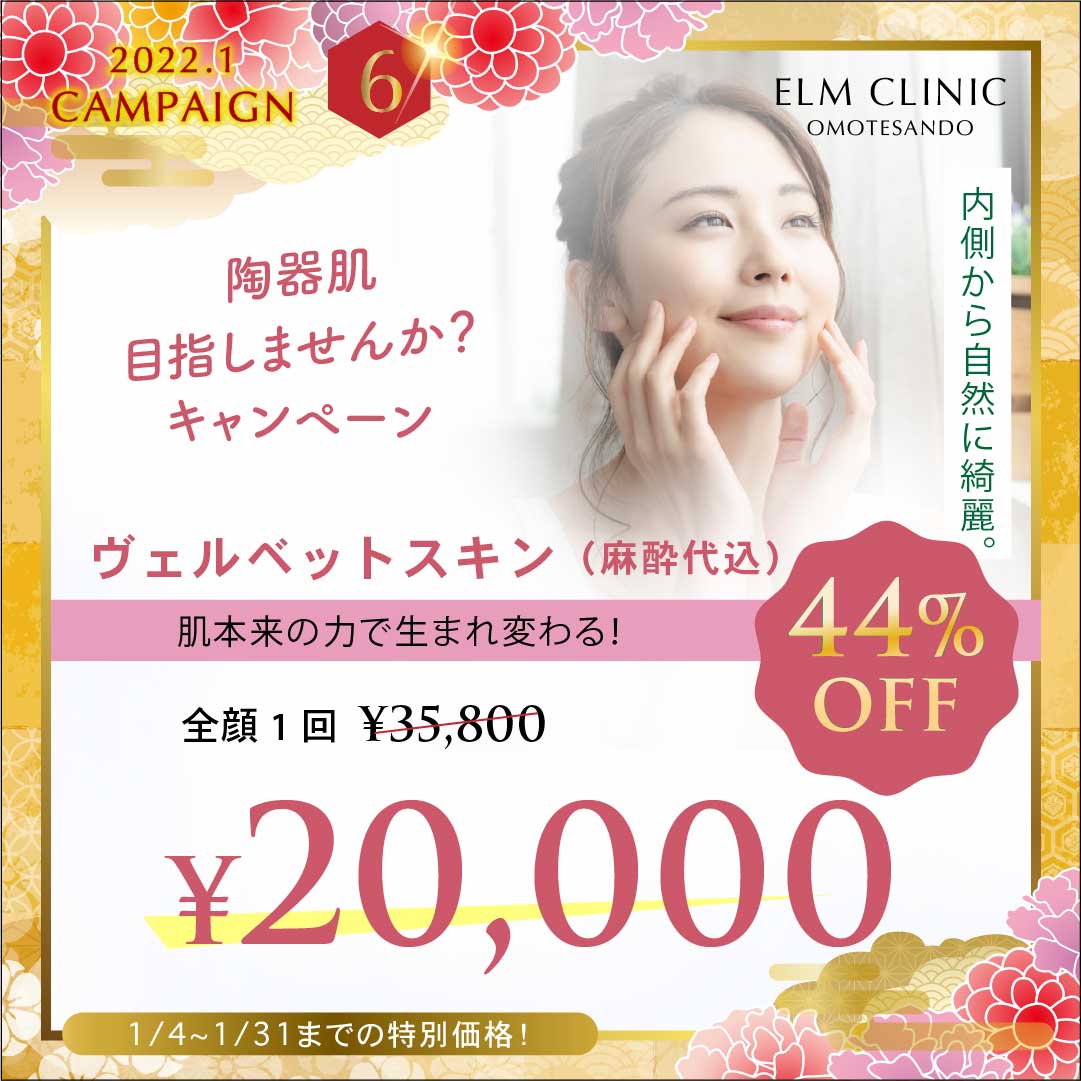 2022.1
CAMPAIGN
6/
ELM CLINIC
OMOTESANDO
内側から自然に綺麗。
陶器肌
目指しませんか?
キャンペーン
ヴェルベットスキン(麻酔代込)
肌本来の力で生まれ変わる!
44%
OFF
全顔1回 ¥35,800
¥20,000
1/4~1/31までの特別価格!